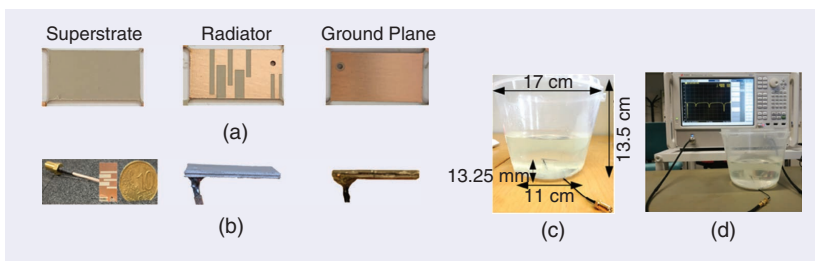 Superstrate
Radiator
Ground Plane
(a)
(b)
17 cm
13.5 cm
13.25 mm
11 cm
(c)
(d)